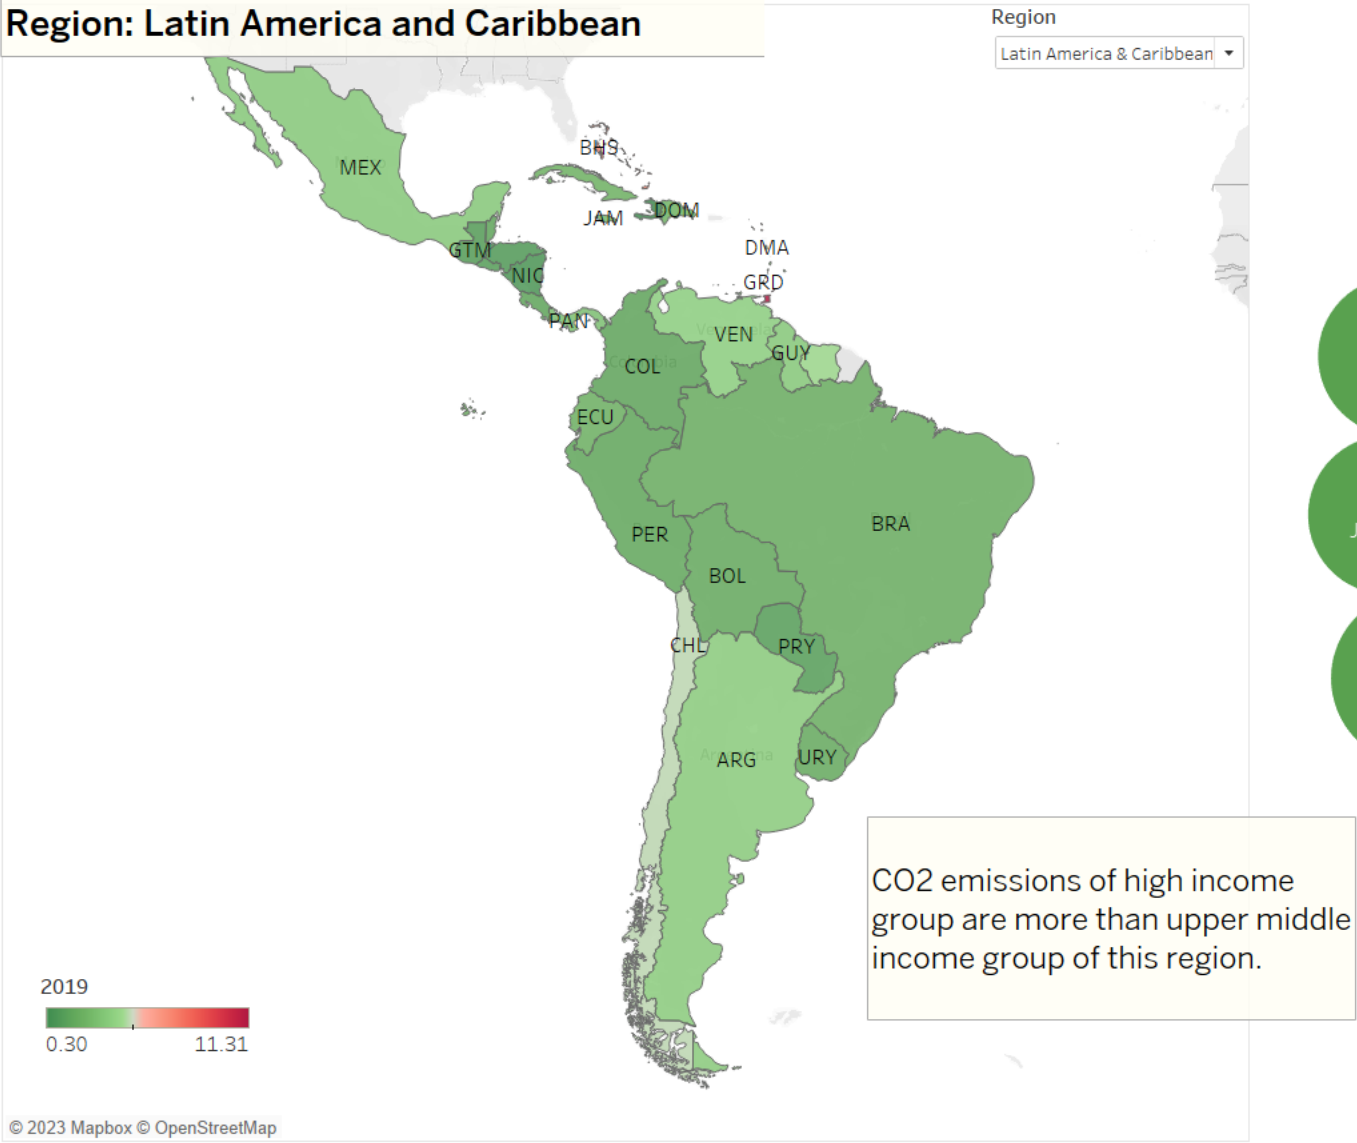 Region: Latin America and Caribbean
Region
Latin America & Caribbean
MEX
BHS
JAM
DOM
GTM
DMA
NIC
GRD
PAN
VEN
GUY
COL
ECU
BRA
PER
BOL
CHL
PRY
Argentina
ARG
URY
CO2 emissions of high income
group are more than upper middle
income group of this region.
2019
0.30
11.31
© 2023 Mapbox © OpenStreetMap